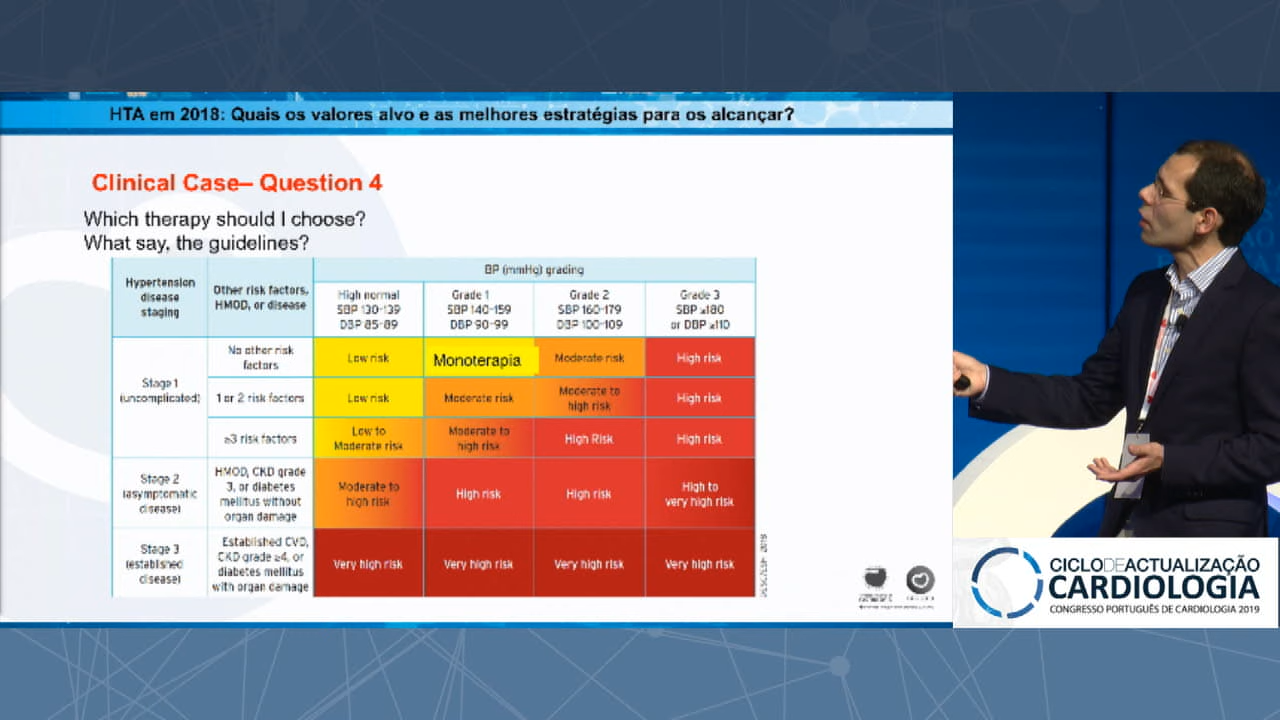 HTA em 2018: Quais os valores alvo e as melhores estratégias para os alcançar?
Clinical Case– Question 4
Which therapy should I choose?
What say, the guidelines?
Hypertension
disease
staging
Other risk factors,
HMOD, or disease
BP (mmHg) grading
High normal
SBP 130-139
DBP 85-89
Grade 1
SBP 140-159
DBP 90-99
Grade 2
SBP 160-179
DBP 100-109
Grade 3
SBP ≥180
or DBP ≥110
Stage 1
(uncomplicated)
No other risk
factors
Low risk
Monoterapia
Moderate risk
High risk
1 or 2 risk factors
Low risk
Moderate risk
Moderate to
high risk
High risk
≥3 risk factors
Low to
Moderate risk
Moderate to
high risk
High Risk
High risk
Stage 2
(asymptomatic
disease)
HMOD, CKD grade
3, or diabetes
mellitus without
organ damage
Moderate to
high risk
High risk
High risk
High to
very high risk
Stage 3
(established
disease)
Established CVD,
CKD grade ≥4, or
diabetes mellitus
with organ damage
Very high risk
Very high risk
Very high risk
Very high risk
CICLO DE ACTUALIZAÇÃO
CARDIOLOGIA
CONGRESSO PORTUGUÊS DE CARDIOLOGIA 2019